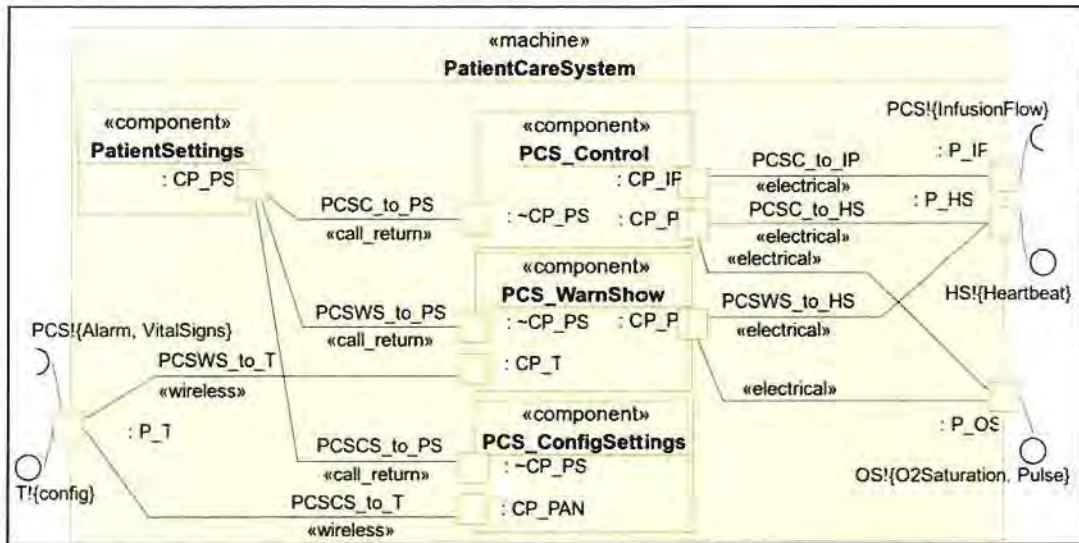 «machine»
PatientCareSystem
«component»
PatientSettings
: CP_PS
«component»
PCS_Control
: CP_IF
: ~CP_PS
: CP_P
PCSC_to_PS
«call_return»
PCSC_to_IP
«electrical»
PCSC_to_HS
«electrical»
«electrical»
PCS!{InfusionFlow}
: P_IF
: P_HS
HS!{Heartbeat}
«component»
PCS_WarnShow
: ~CP_PS
: CP_P
: CP_T
PCSWS_to_PS
«call_return»
PCSWS_to_HS
«electrical»
PCS!{Alarm, VitalSigns}
PCSWS_to_T
«wireless»
«electrical»
: P_T
: P_OS
«component»
PCS_ConfigSettings
: ~CP_PS
: CP_PAN
PCSCS_to_PS
«call_return»
T!{config}
PCSCS_to_T
«wireless»
OS!{O2Saturation, Pulse}